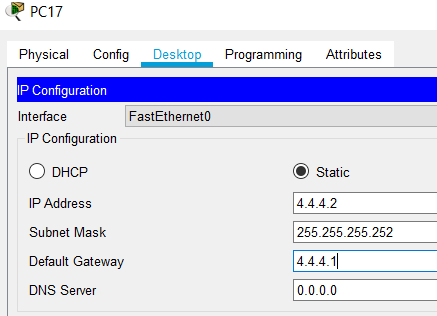 PC17
Physical Config Desktop Programming Attributes
IP Configuration
Interface FastEthernet0
IP Configuration
DHCP Static
IP Address 4.4.4.2
Subnet Mask 255.255.255.252
Default Gateway 4.4.4.1
DNS Server 0.0.0.0